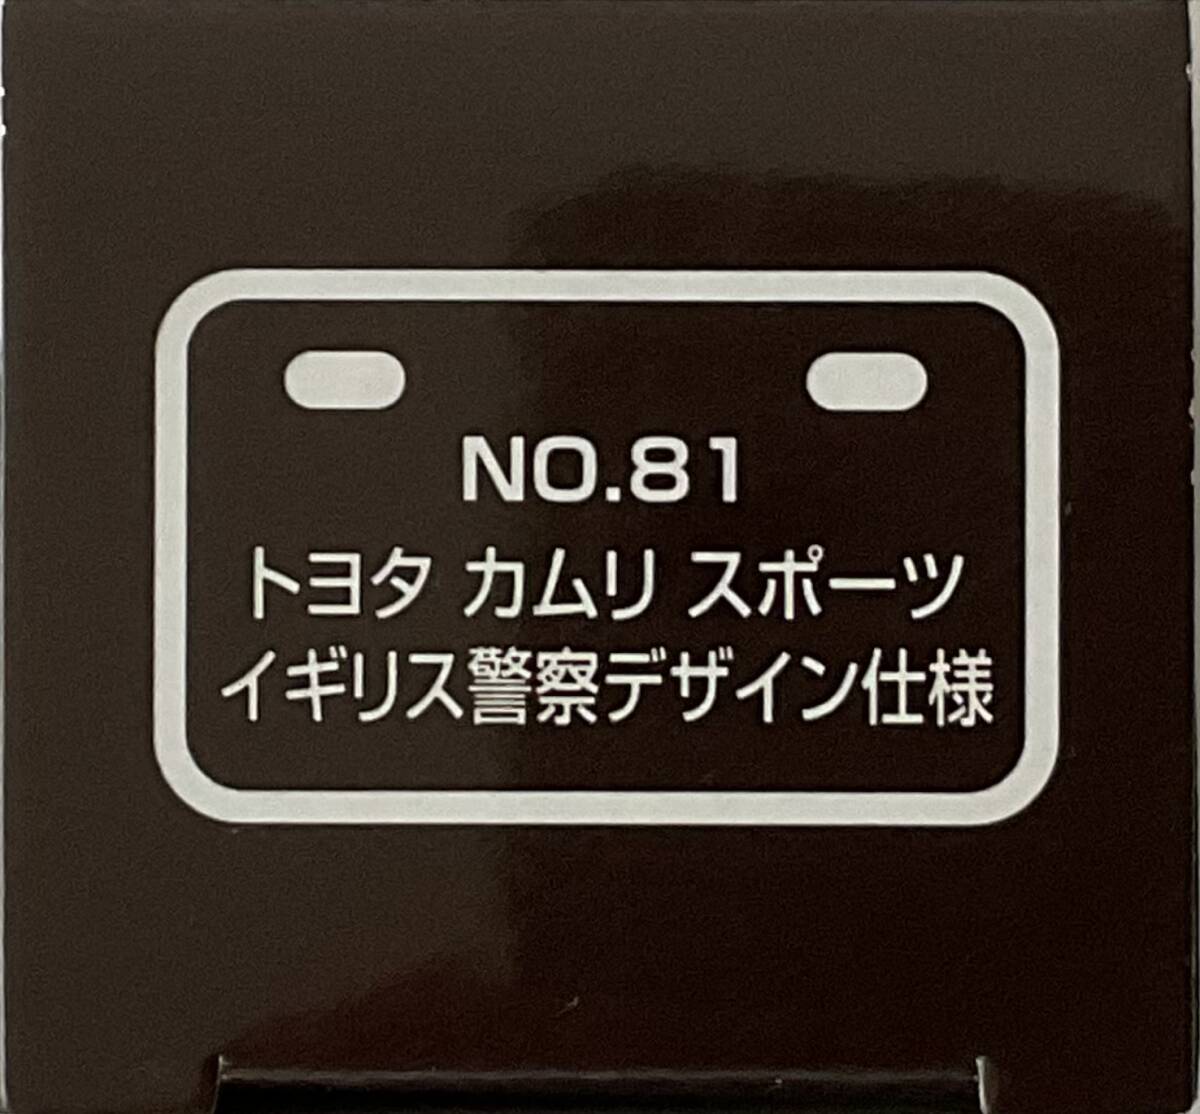 NO.81
トヨタ カムリ スポーツ
イギリス警察デザイン仕様